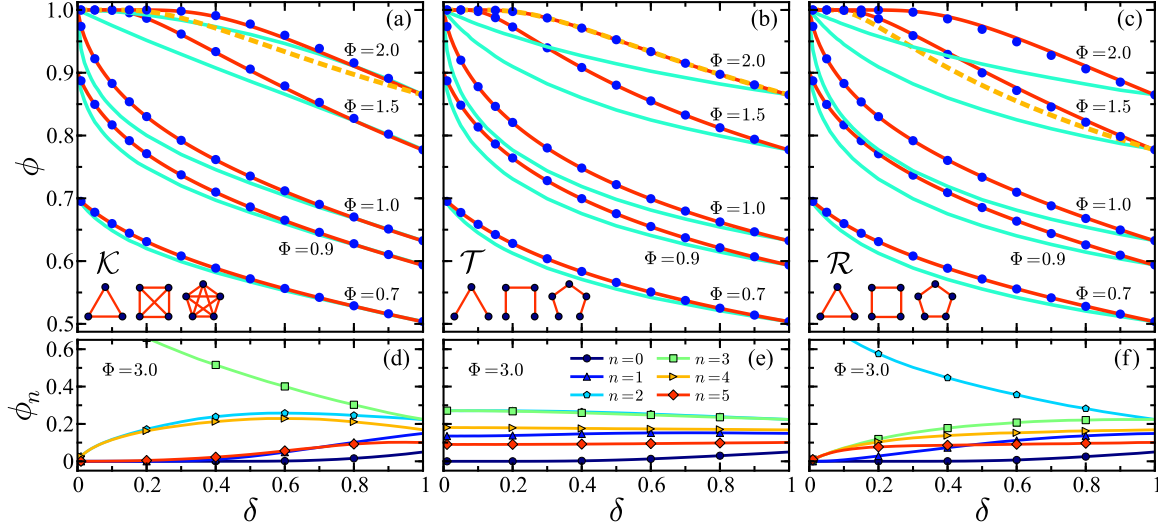 (a) (b) (c)
1.0
0.9
0.8
0.7
0.6
0.5
ϕ
Φ=2.0 Φ=2.0 Φ=2.0
Φ=1.5 Φ=1.5 Φ=1.5
Φ=1.0 Φ=1.0 Φ=1.0
Φ=0.9 Φ=0.9 Φ=0.9
Φ=0.7 Φ=0.7 Φ=0.7
𝒦 𝒯 ℛ
(d) (e) (f)
Φ=3.0 Φ=3.0 Φ=3.0
n=0 n=3
n=1 n=4
n=2 n=5
0.6
0.4
0.2
0
ϕₙ
0 0.2 0.4 0.6 0.8 1 0 0.2 0.4 0.6 0.8 1 0 0.2 0.4 0.6 0.8 1
δ δ δ